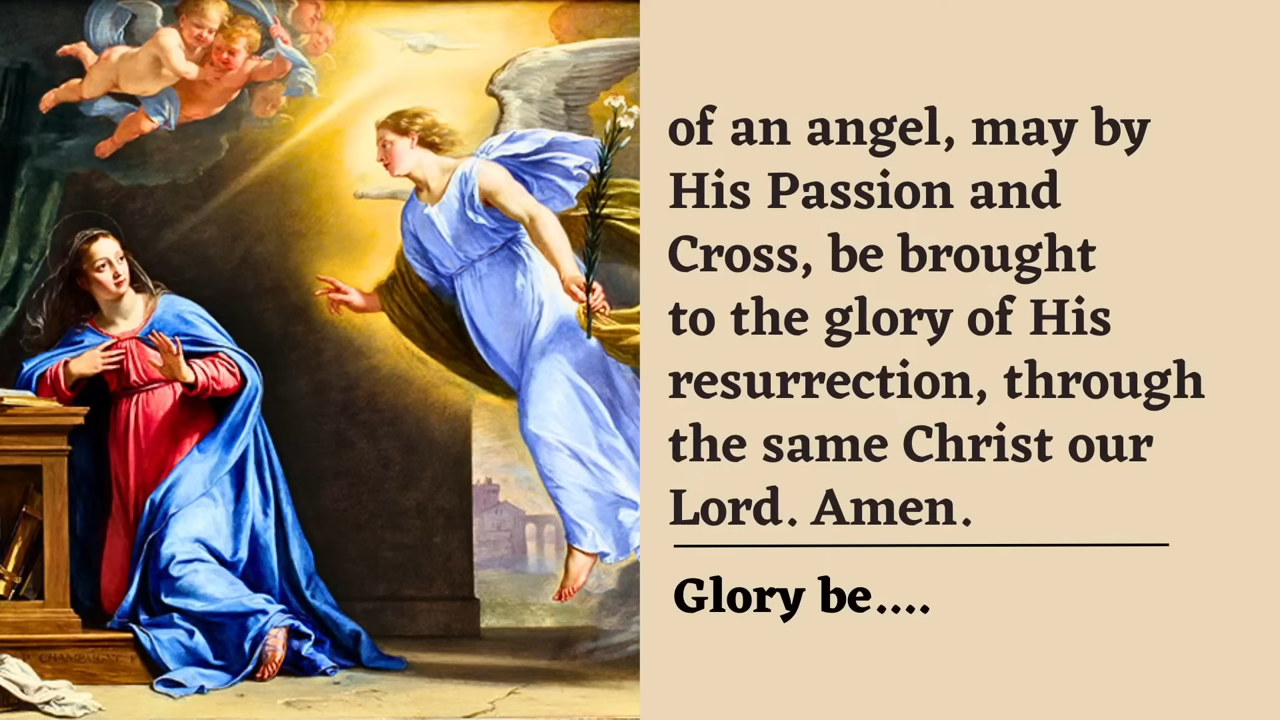 of an angel, may by
His Passion and
Cross, be brought
to the glory of His
resurrection, through
the same Christ our
Lord. Amen.
Glory be....
CHAMPAIGNE